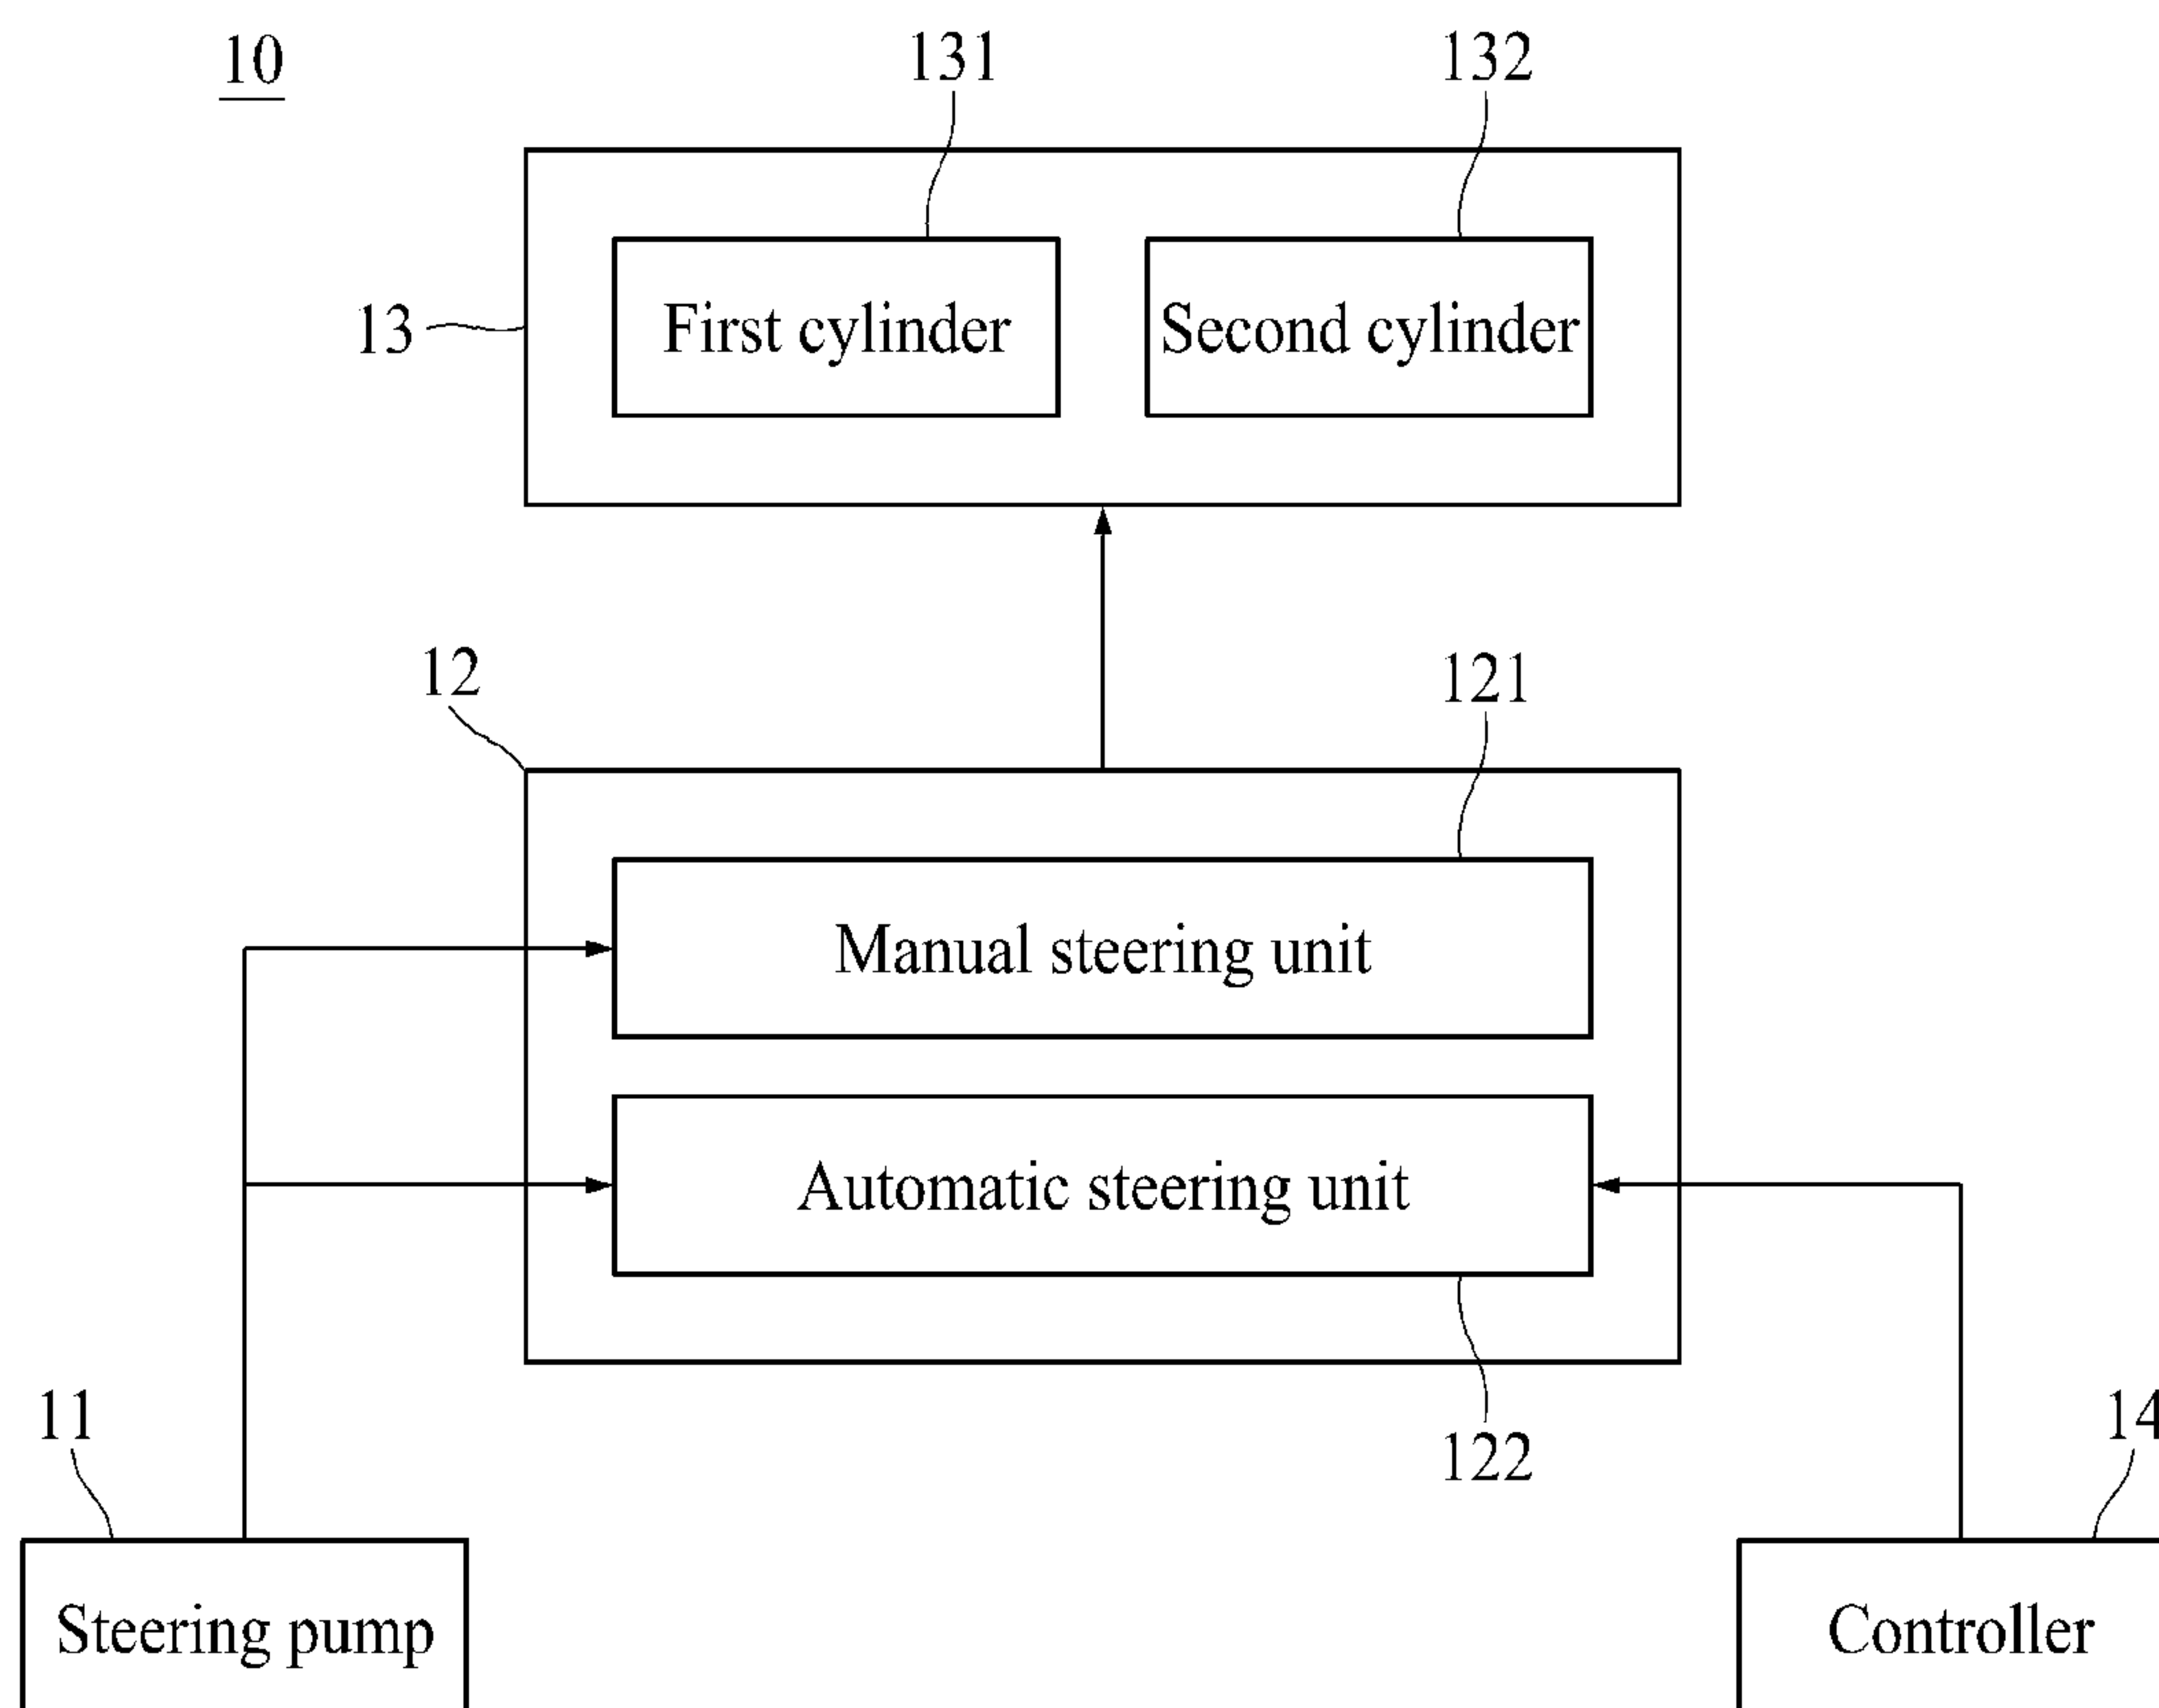 10
131
132
13
First cylinder
Second cylinder
12
121
Manual steering unit
Automatic steering unit
11
122
14
Steering pump
Controller